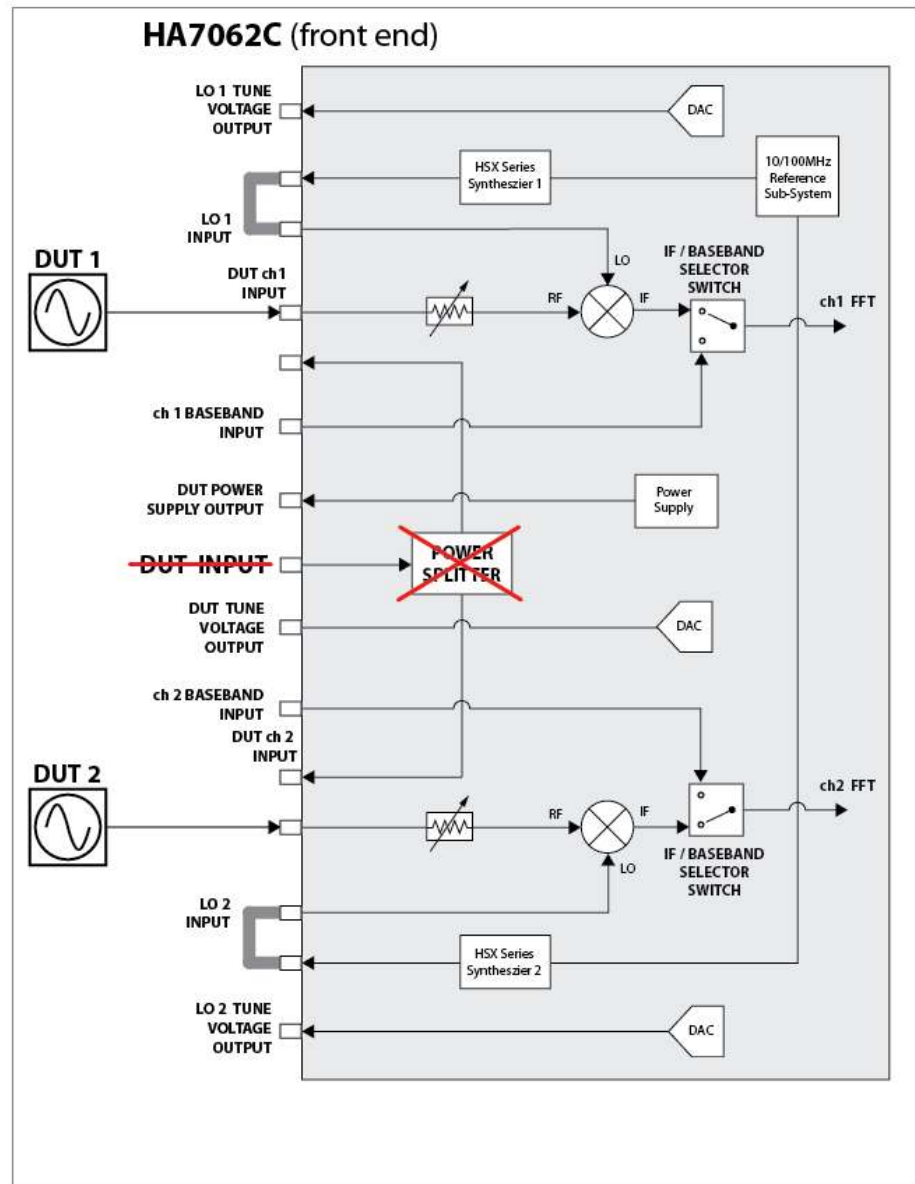 HA7062C (front end)
LO 1 TUNE
VOLTAGE
OUTPUT
DAC
HSX Series
Syntheszier 1
10/100MHz
Reference
Sub-System
LO 1
INPUT
DUT 1
DUT ch1
INPUT
LO
RF
IF
IF / BASEBAND
SELECTOR
SWITCH
ch1 FFT
ch 1 BASEBAND
INPUT
DUT POWER
SUPPLY OUTPUT
Power
Supply
DUT INPUT
POWER
SPLITTER
DUT TUNE
VOLTAGE
OUTPUT
DAC
ch 2 BASEBAND
INPUT
DUT ch 2
INPUT
DUT 2
RF
IF
LO
ch2 FFT
IF / BASEBAND
SELECTOR
SWITCH
LO 2
INPUT
HSX Series
Syntheszier 2
LO 2 TUNE
VOLTAGE
OUTPUT
DAC